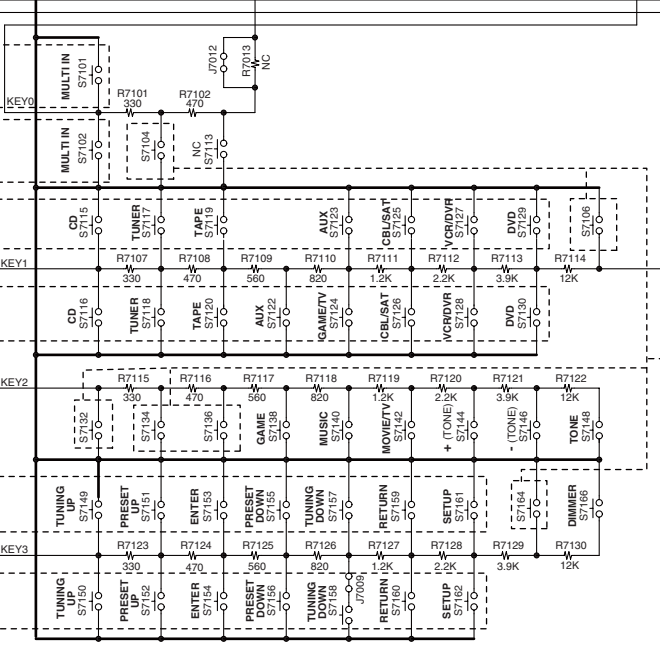 MULTI IN
S7101
J7012
R7013
NC
KEY0
R7101
330
R7102
470
MULTI IN
S7102
S7104
NC
S7113
CD
S7115
TUNER
S7117
TAPE
S7119
AUX
S7123
CBL/SAT
S7125
VCR/DVR
S7127
DVD
S7129
S7106
KEY1
R7107
330
R7108
470
R7109
560
R7110
820
R7111
1.2K
R7112
2.2K
R7113
3.9K
R7114
12K
CD
S7116
TUNER
S7118
TAPE
S7120
AUX
S7122
GAME/TV
S7124
CBL/SAT
S7126
VCR/DVR
S7128
DVD
S7130
KEY2
R7115
330
R7116
470
R7117
560
R7118
820
R7119
1.2K
R7120
2.2K
R7121
3.9K
R7122
12K
S7132
S7134
S7136
GAME
S7138
MUSIC
S7140
MOVIE/TV
S7142
+ (TONE)
S7144
- (TONE)
S7146
TONE
S7148
TUNING
UP
S7149
PRESET
UP
S7151
ENTER
S7153
PRESET
DOWN
S7155
TUNING
DOWN
S7157
RETURN
S7159
SETUP
S7161
S7164
DIMMER
S7166
KEY3
R7123
330
R7124
470
R7125
560
R7126
820
R7127
1.2K
R7128
2.2K
R7129
3.9K
R7130
12K
TUNING
UP
S7150
PRESET
UP
S7152
ENTER
S7154
PRESET
DOWN
S7156
TUNING
DOWN
S7158
J7009
RETURN
S7160
SETUP
S7162